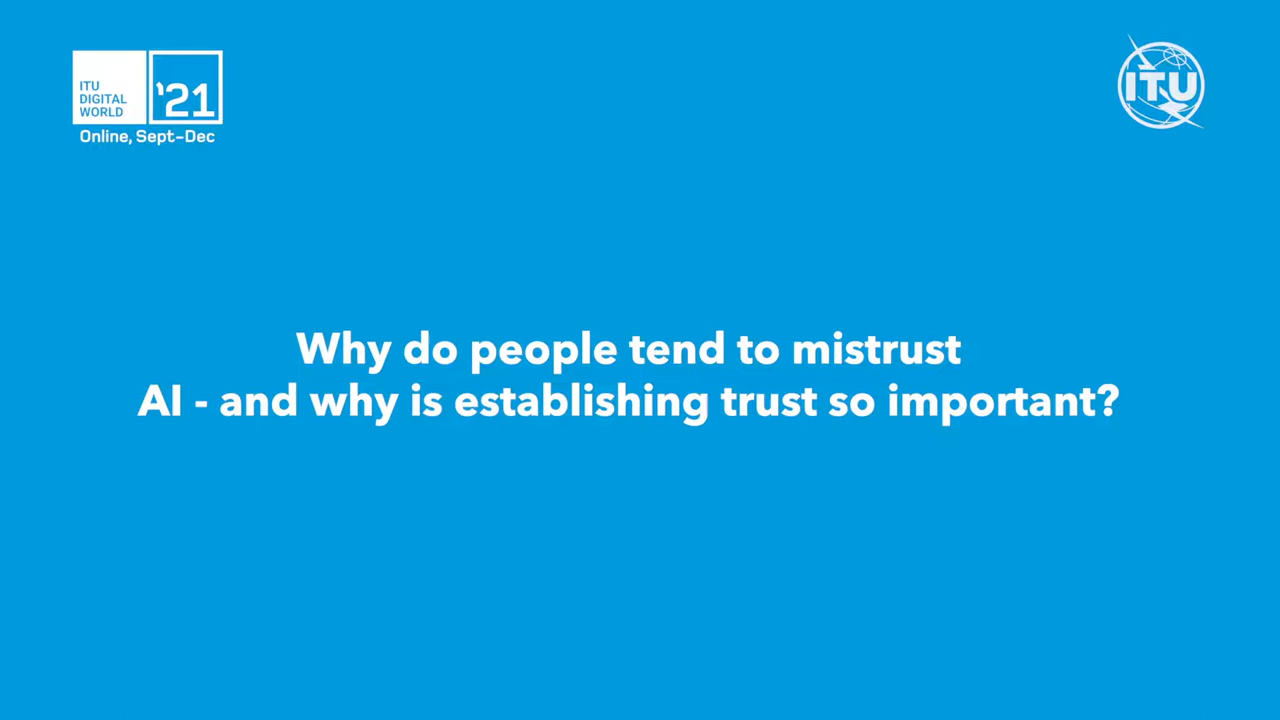 ITU
DIGITAL
WORLD
'21
Online, Sept-Dec
ITU
Why do people tend to mistrust
AI - and why is establishing trust so important?